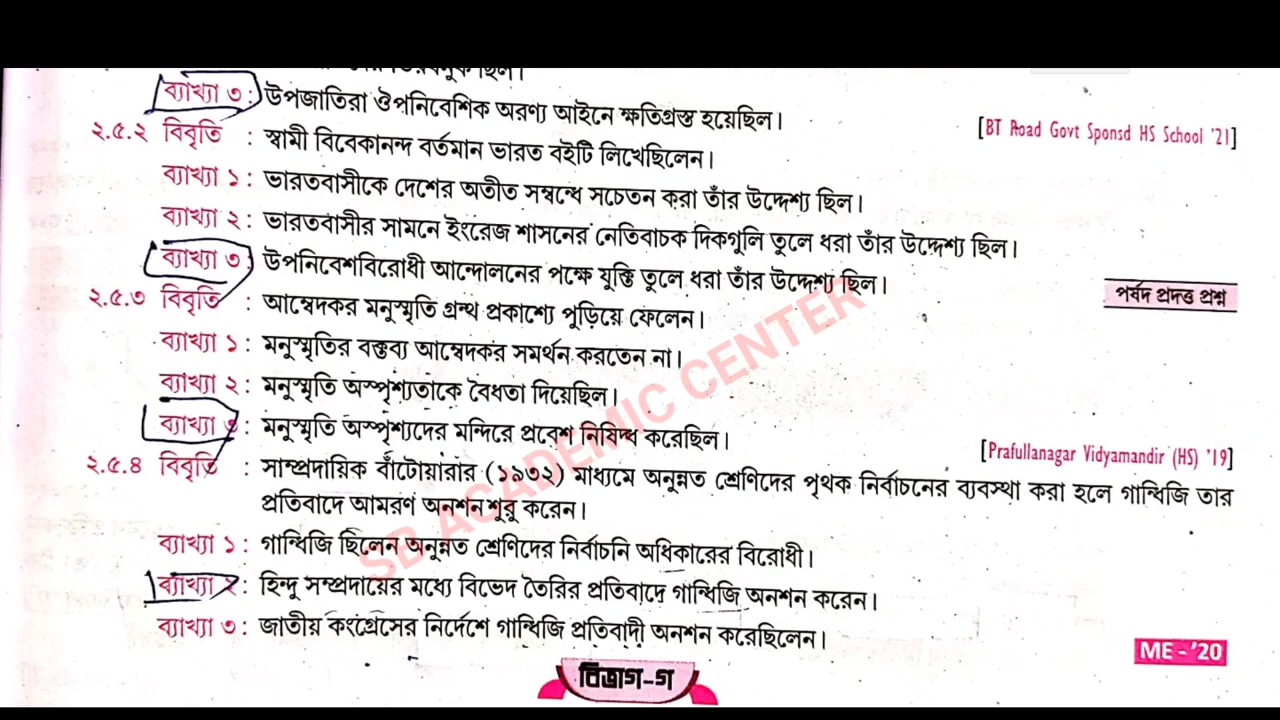 ছিল।
ব্যাখ্যা ৩ : উপজাতিরা ঔপনিবেশিক অরণ্য আইনে ক্ষতিগ্রস্ত হয়েছিল।
[BT Road Govt Sponsd HS School '21]
২.৫.২ বিবৃতি : স্বামী বিবেকানন্দ বর্তমান ভারত বইটি লিখেছিলেন।
ব্যাখ্যা ১ : ভারতবাসীকে দেশের অতীত সম্বন্ধে সচেতন করা তাঁর উদ্দেশ্য ছিল।
ব্যাখ্যা ২ : ভারতবাসীর সামনে ইংরেজ শাসনের নেতিবাচক দিকগুলি তুলে ধরা তাঁর উদ্দেশ্য ছিল।
ব্যাখ্যা ৩ : উপনিবেশবিরোধী আন্দোলনের পক্ষে যুক্তি তুলে ধরা তাঁর উদ্দেশ্য ছিল।
পর্ষদ প্রদত্ত প্রশ্ন
২.৫.৩ বিবৃতি : আম্বেদকর মনুস্মৃতি গ্রন্থ প্রকাশ্যে পুড়িয়ে ফেলেন।
ব্যাখ্যা ১ : মনুস্মৃতির বক্তব্য আম্বেদকর সমর্থন করতেন না।
ব্যাখ্যা ২ : মনুস্মৃতি অস্পৃশ্যতাকে বৈধতা দিয়েছিল।
ব্যাখ্যা ৩ : মনুস্মৃতি অস্পৃশ্যদের মন্দিরে প্রবেশ নিষিদ্ধ করেছিল।
[Prafullanagar Vidyamandir (HS) '19]
২.৫.৪ বিবৃতি : সাম্প্রদায়িক বাঁটোয়ারার (১৯৩২) মাধ্যমে অনুন্নত শ্রেণিদের পৃথক নির্বাচনের ব্যবস্থা করা হলে গান্ধিজি তার
প্রতিবাদে আমরণ অনশন শুরু করেন।
ব্যাখ্যা ১ : গান্ধিজি ছিলেন অনুন্নত শ্রেণিদের নির্বাচনি অধিকারের বিরোধী।
ব্যাখ্যা ২ : হিন্দু সম্প্রদায়ের মধ্যে বিভেদ তৈরির প্রতিবাদে গান্ধিজি অনশন করেন।
ব্যাখ্যা ৩ : জাতীয় কংগ্রেসের নির্দেশে গান্ধিজি প্রতিবাদী অনশন করেছিলেন।
ME - '20
বিভাগ-গ
SB ACADEMIC CENTER